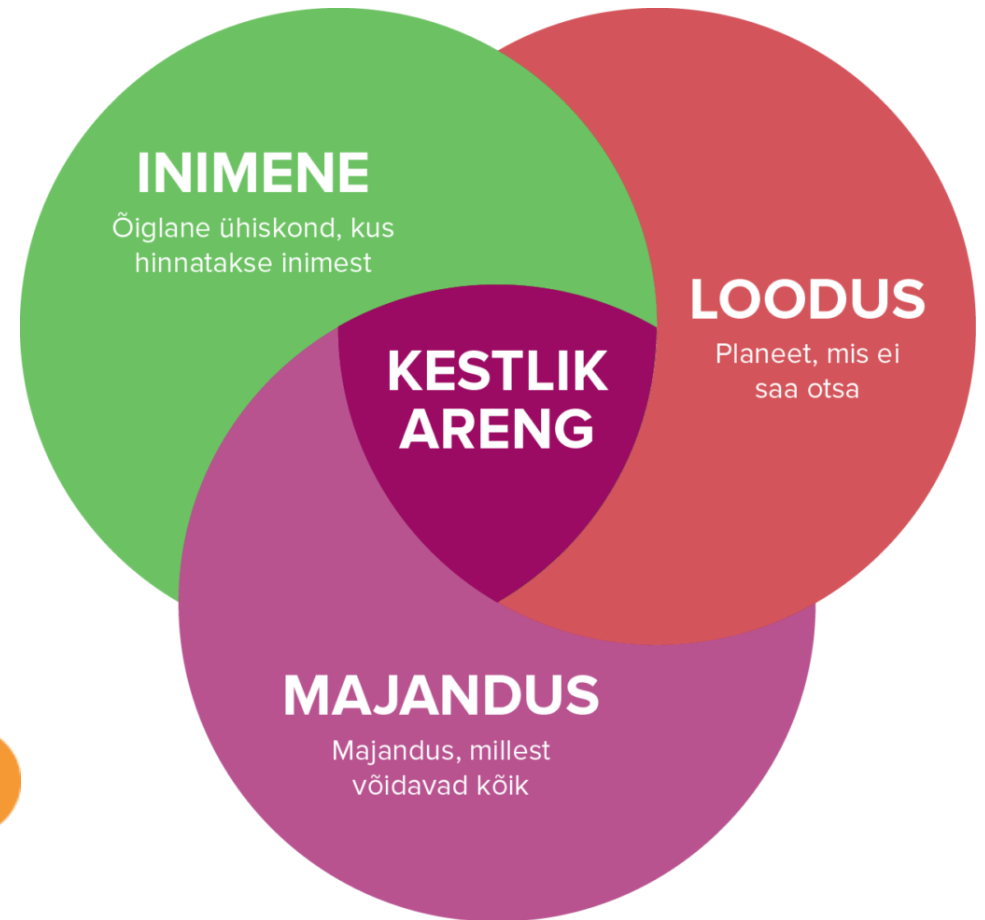 INIMENE
Õiglane ühiskond, kus
hinnatakse inimest
LOODUS
Planeet, mis ei
saa otsa
KESTLIK
ARENG
MAJANDUS
Majandus, millest
võidavad kõik